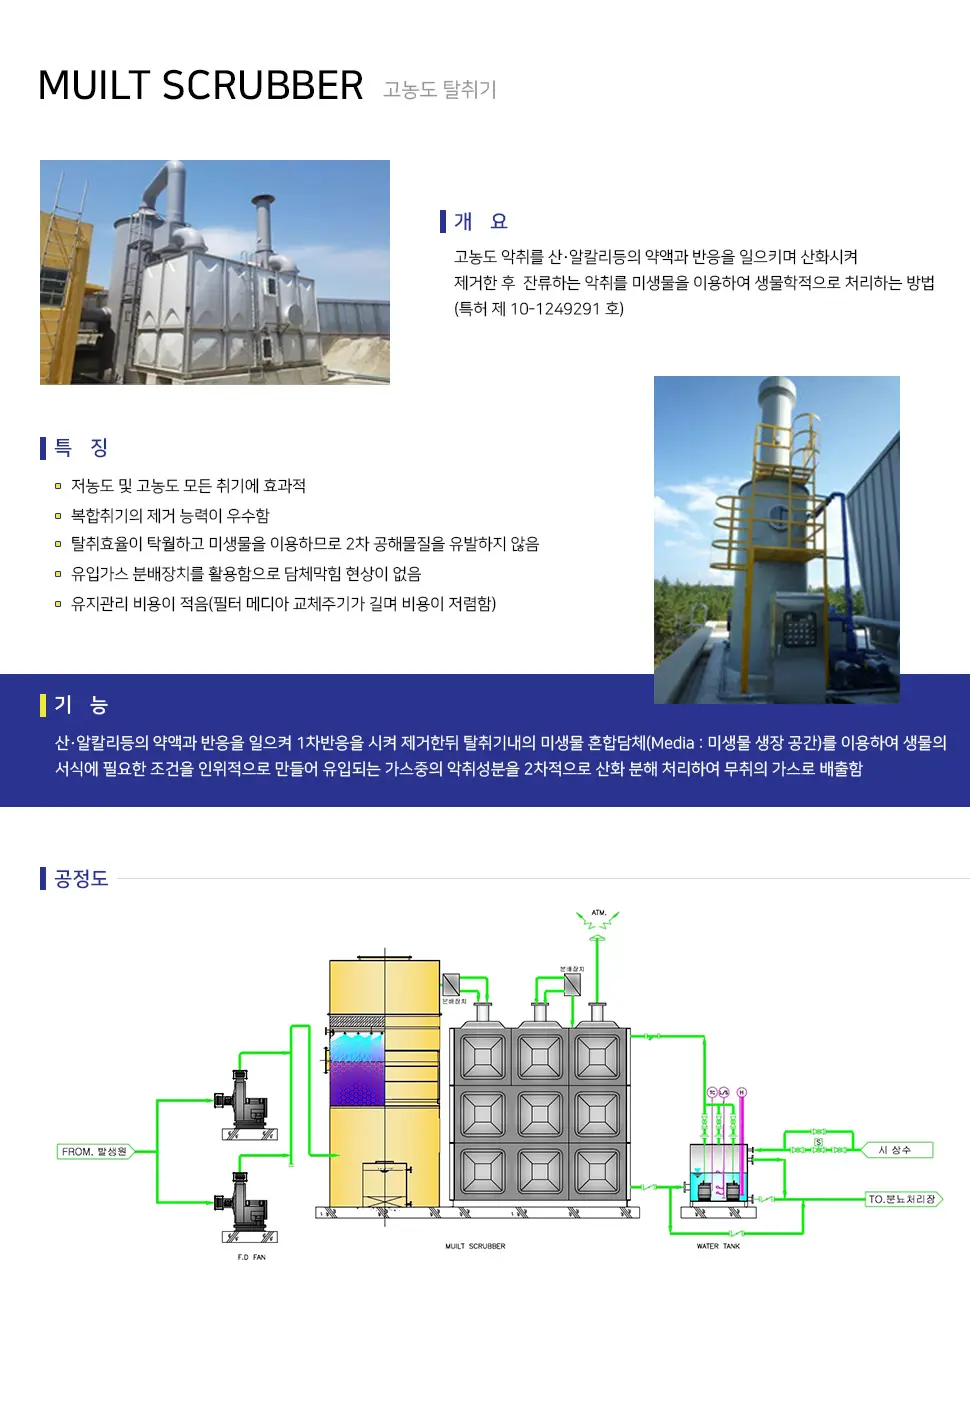 MUILT SCRUBBER 고농도 탈취기
개 요
고농도 악취를 산·알칼리등의 약액과 반응을 일으키며 산화시켜
제거한 후 잔류하는 악취를 미생물을 이용하여 생물학적으로 처리하는 방법
(특허 제 10-1249291 호)
특 징
저농도 및 고농도 모든 취기에 효과적
복합취기의 제거 능력이 우수함
탈취효율이 탁월하고 미생물을 이용하므로 2차 공해물질을 유발하지 않음
유입가스 분배장치를 활용함으로 담체막힘 현상이 없음
유지관리 비용이 적음(필터 메디아 교체주기가 길며 비용이 저렴함)
기 능
산·알칼리등의 약액과 반응을 일으켜 1차반응을 시켜 제거한뒤 탈취기내의 미생물 혼합담체(Media : 미생물 생장 공간)를 이용하여 생물의
서식에 필요한 조건을 인위적으로 만들어 유입되는 가스중의 악취성분을 2차적으로 산화 분해 처리하여 무취의 가스로 배출함
공정도
ATM.
분배장치
분배장치
TC L/S H
FROM. 발생원
S
시 상수
TO.분뇨처리장
F.D FAN
MUILT SCRUBBER
WATER TANK